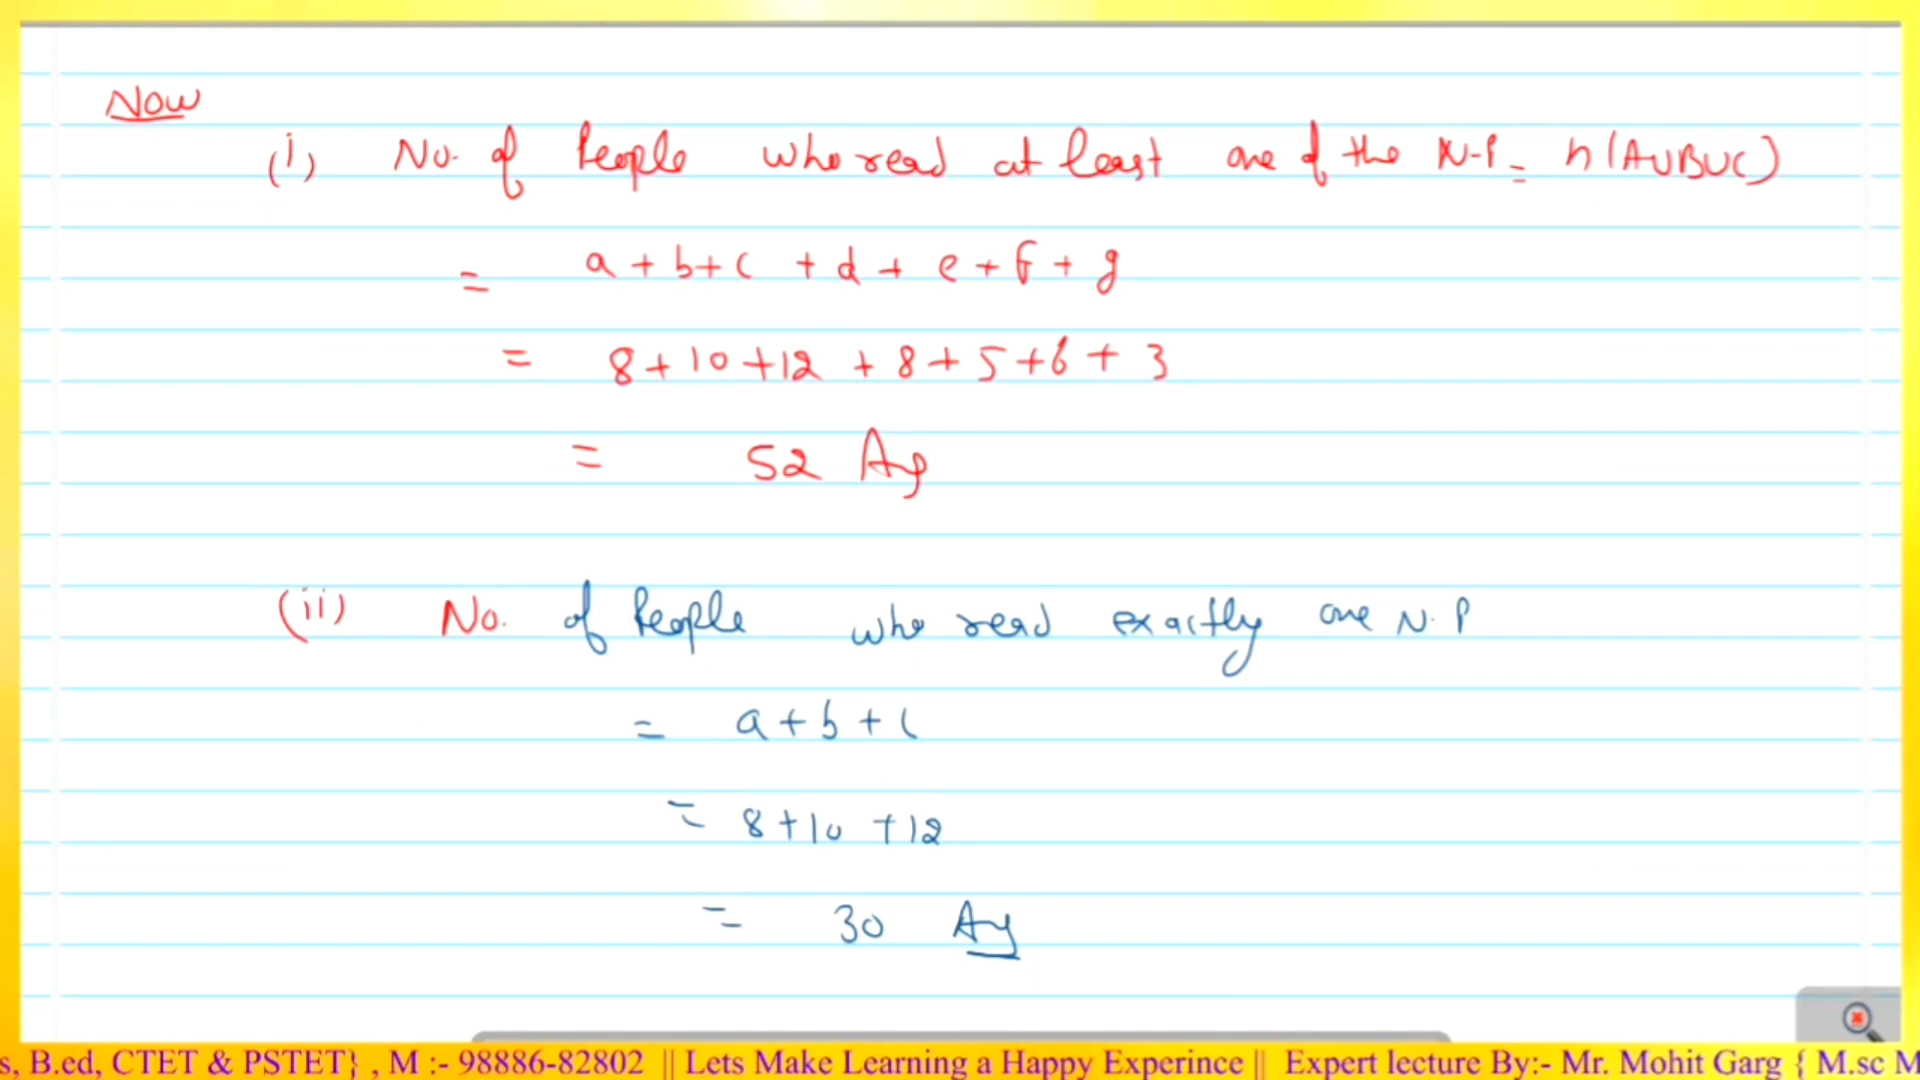 Now
(i) No. of People who read at least one of the N-P = n(AUBUC)
= a + b + c + d + e + f + g
= 8 + 10 + 12 + 8 + 5 + 6 + 3
= 52 Ans
(ii) No. of People who read exactly one N.P
= a + b + c
= 8 + 10 + 12
= 30 Ans
s, B.ed, CTET & PSTET} , M :- 98886-82802 || Lets Make Learning a Happy Experince || Expert lecture By:- Mr. Mohit Garg { M.sc M